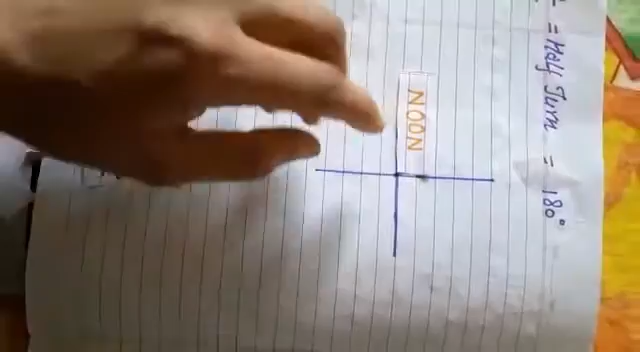 = Half Turn = 180°
NOON